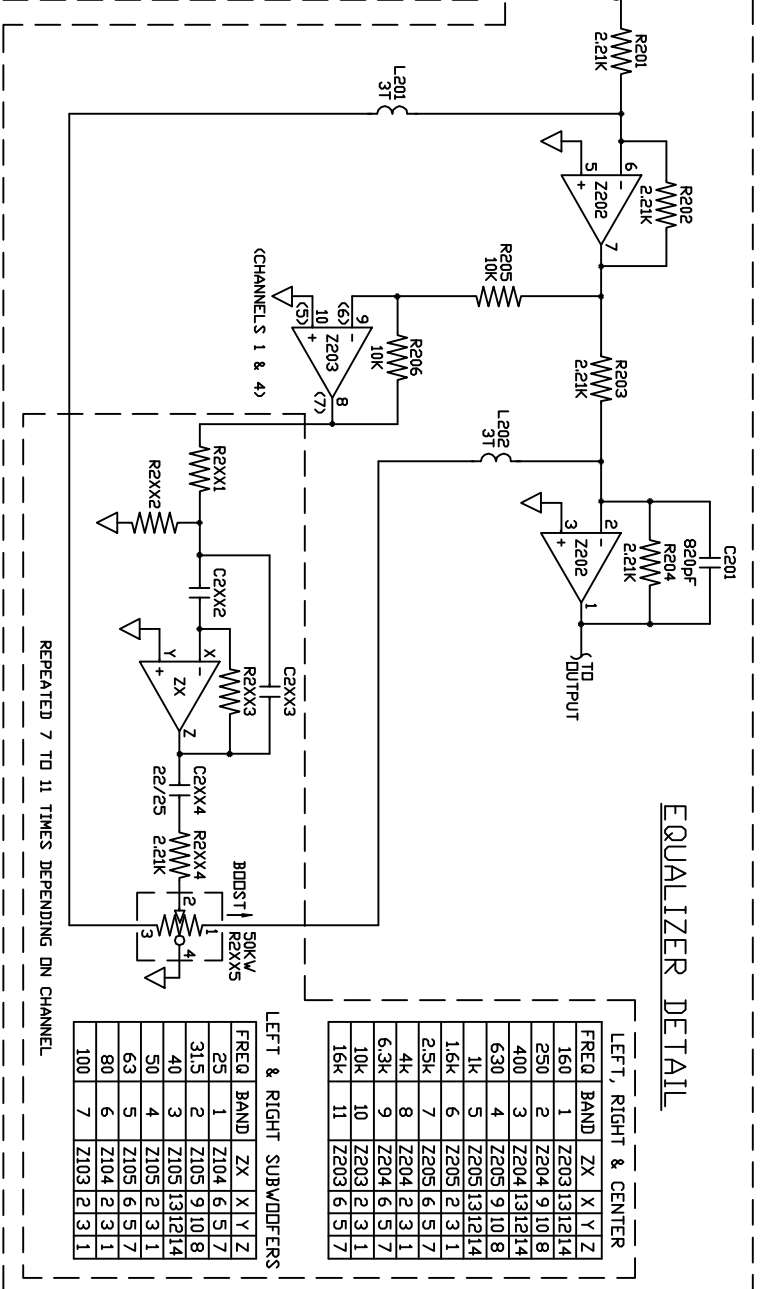 EQUALIZER DETAIL
R201
2.21K
L201
3T
R202
2.21K
6
5
-
+
Z202
7
R205
10K
R203
2.21K
L202
3T
C201
820pF
R204
2.21K
2
3
-
+
Z202
1
TO
OUTPUT
R206
10K
9
(6)
10
(5)
-
+
Z203
8
(7)
(CHANNELS 1 & 4)
R2XX1
R2XX2
C2XX2
C2XX3
R2XX3
X
Y
-
+
ZX
Z
C2XX4
22/25
R2XX4
2.21K
BOOST
50KW
R2XX5
2
1
3
4
REPEATED 7 TO 11 TIMES DEPENDING ON CHANNEL
LEFT, RIGHT & CENTER
FREQ BAND ZX X Y Z
160 1 Z203 13 12 14
250 2 Z204 9 10 8
400 3 Z204 13 12 14
630 4 Z205 9 10 8
1k 5 Z205 13 12 14
1.6k 6 Z205 2 3 1
2.5k 7 Z205 6 5 7
4k 8 Z204 2 3 1
6.3k 9 Z204 6 5 7
10k 10 Z203 2 3 1
16k 11 Z203 6 5 7
LEFT & RIGHT SUBWOOFERS
FREQ BAND ZX X Y Z
25 1 Z104 6 5 7
31.5 2 Z105 9 10 8
40 3 Z105 13 12 14
50 4 Z105 2 3 1
63 5 Z105 6 5 7
80 6 Z104 2 3 1
100 7 Z103 2 3 1